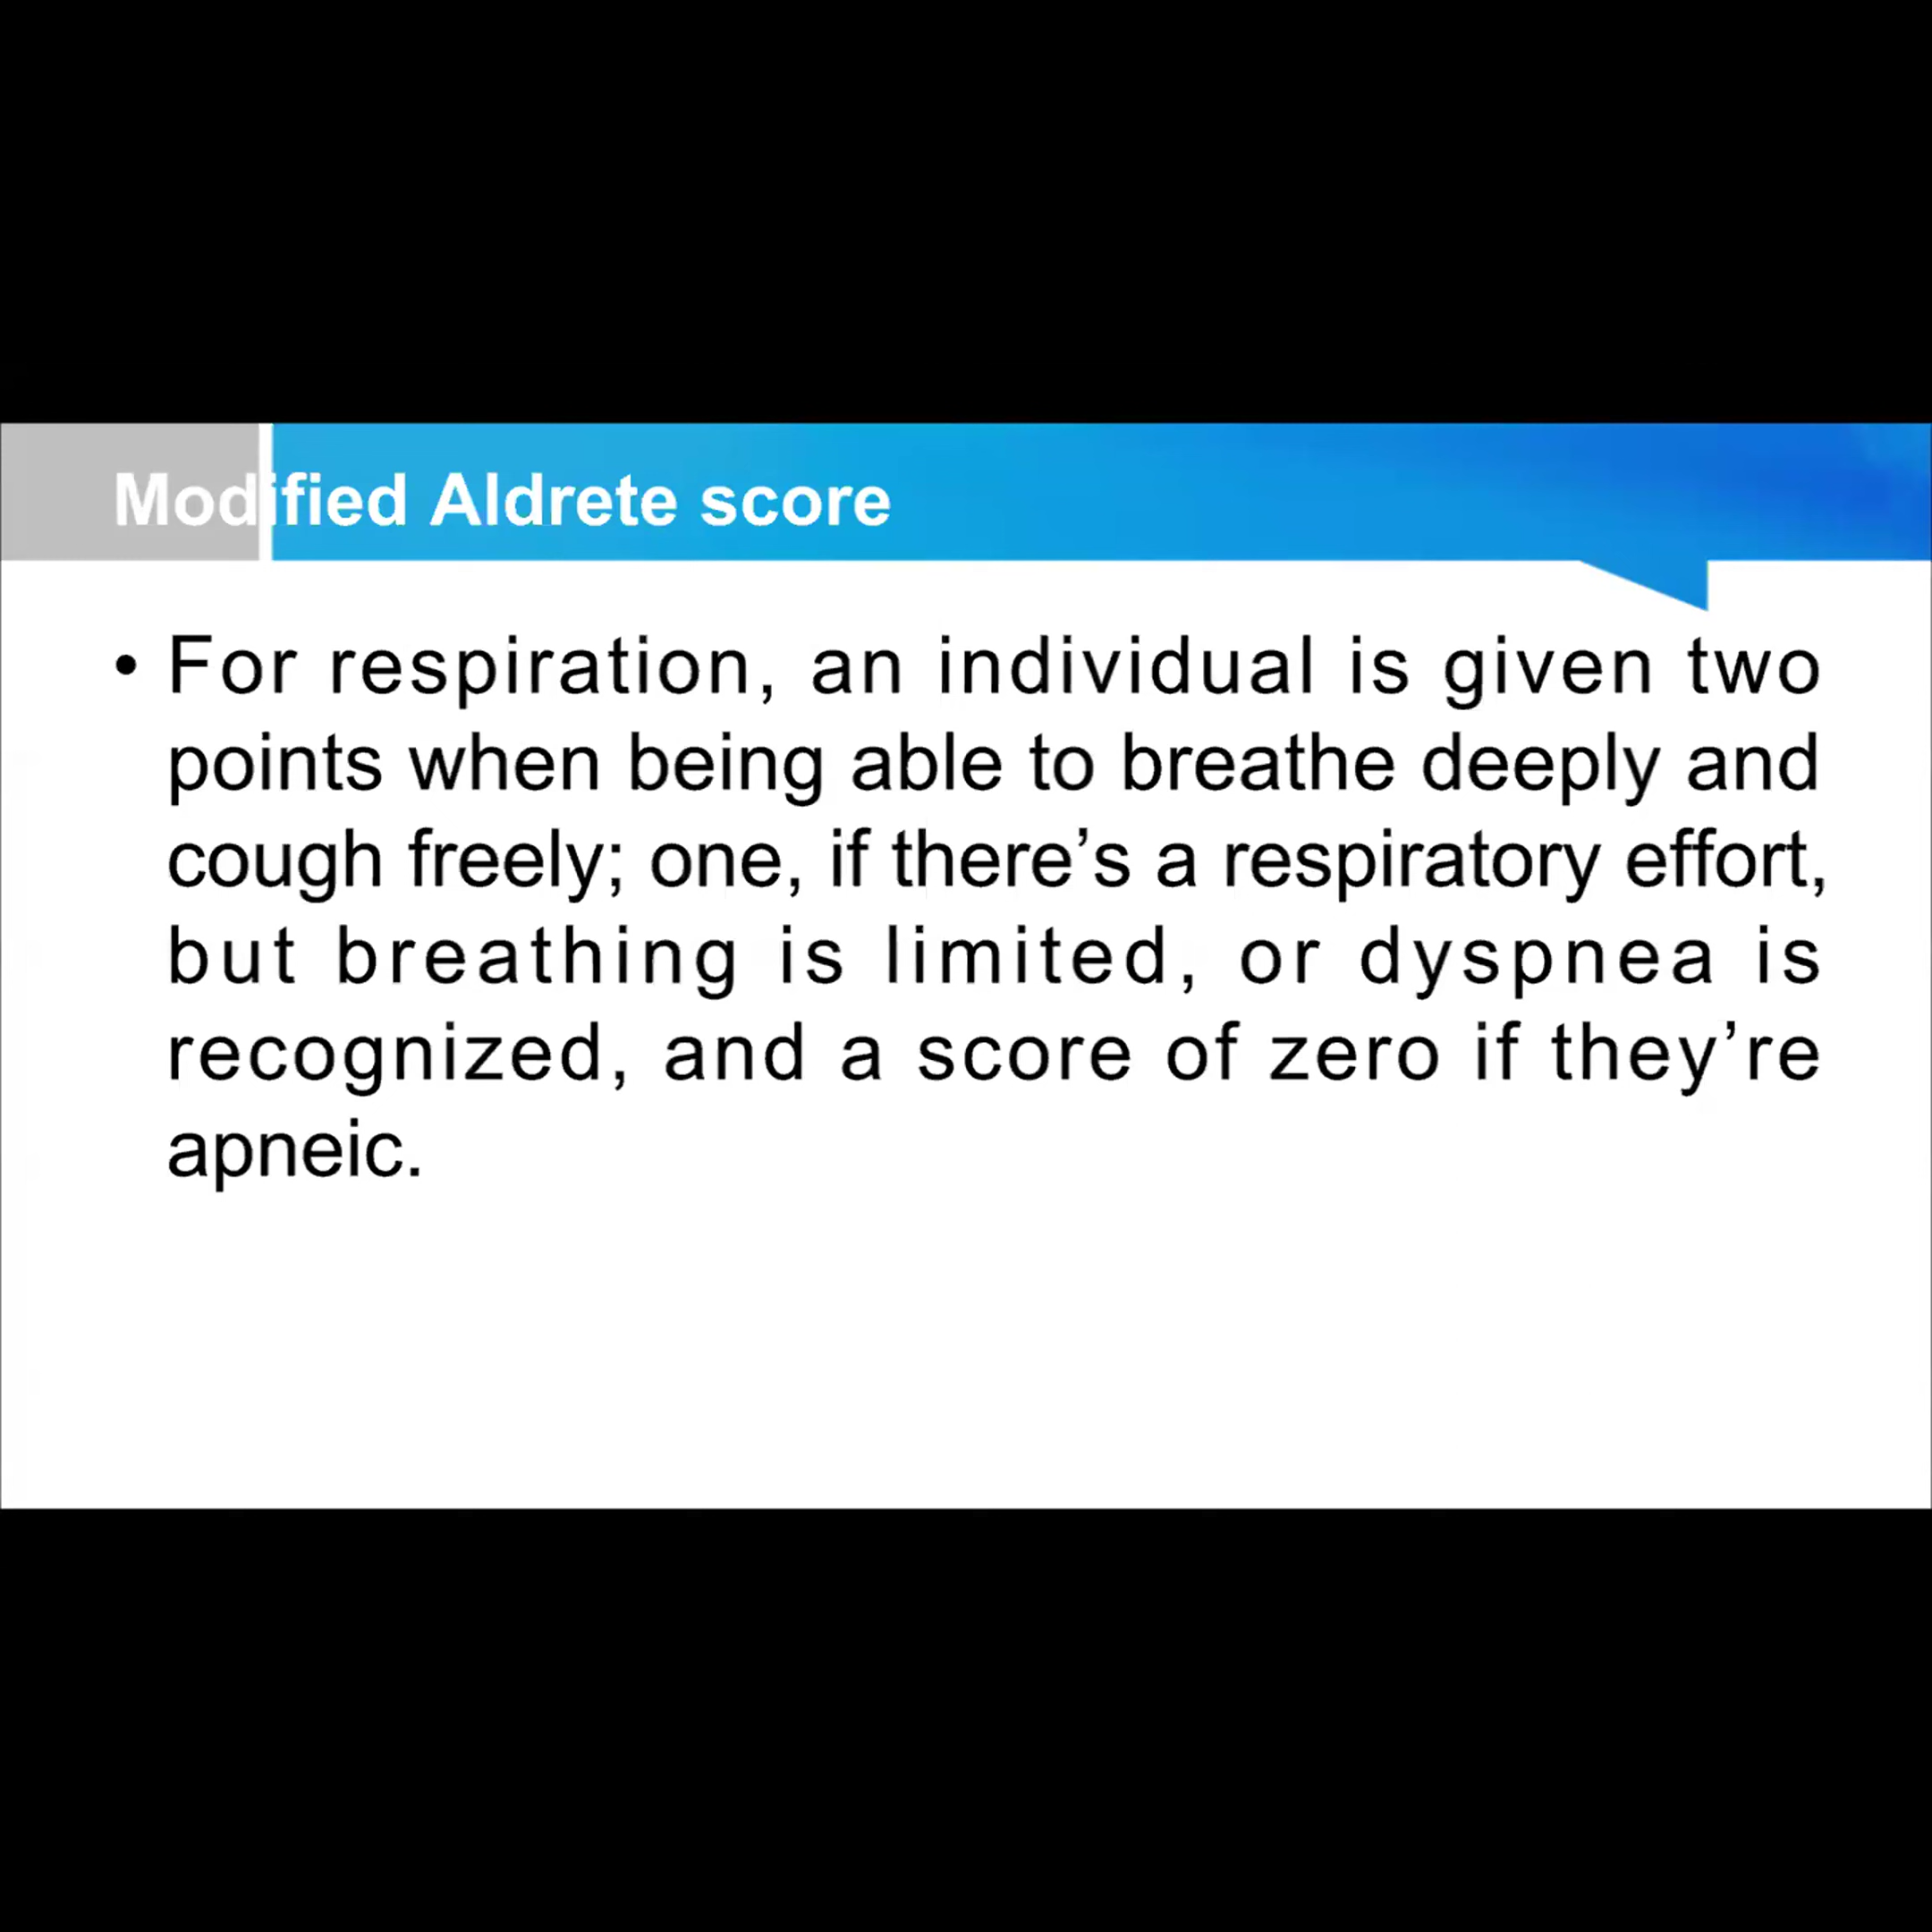 Modified Aldrete score
• For respiration, an individual is given two
points when being able to breathe deeply and
cough freely; one, if there’s a respiratory effort,
but breathing is limited, or dyspnea is
recognized, and a score of zero if they’re
apneic.